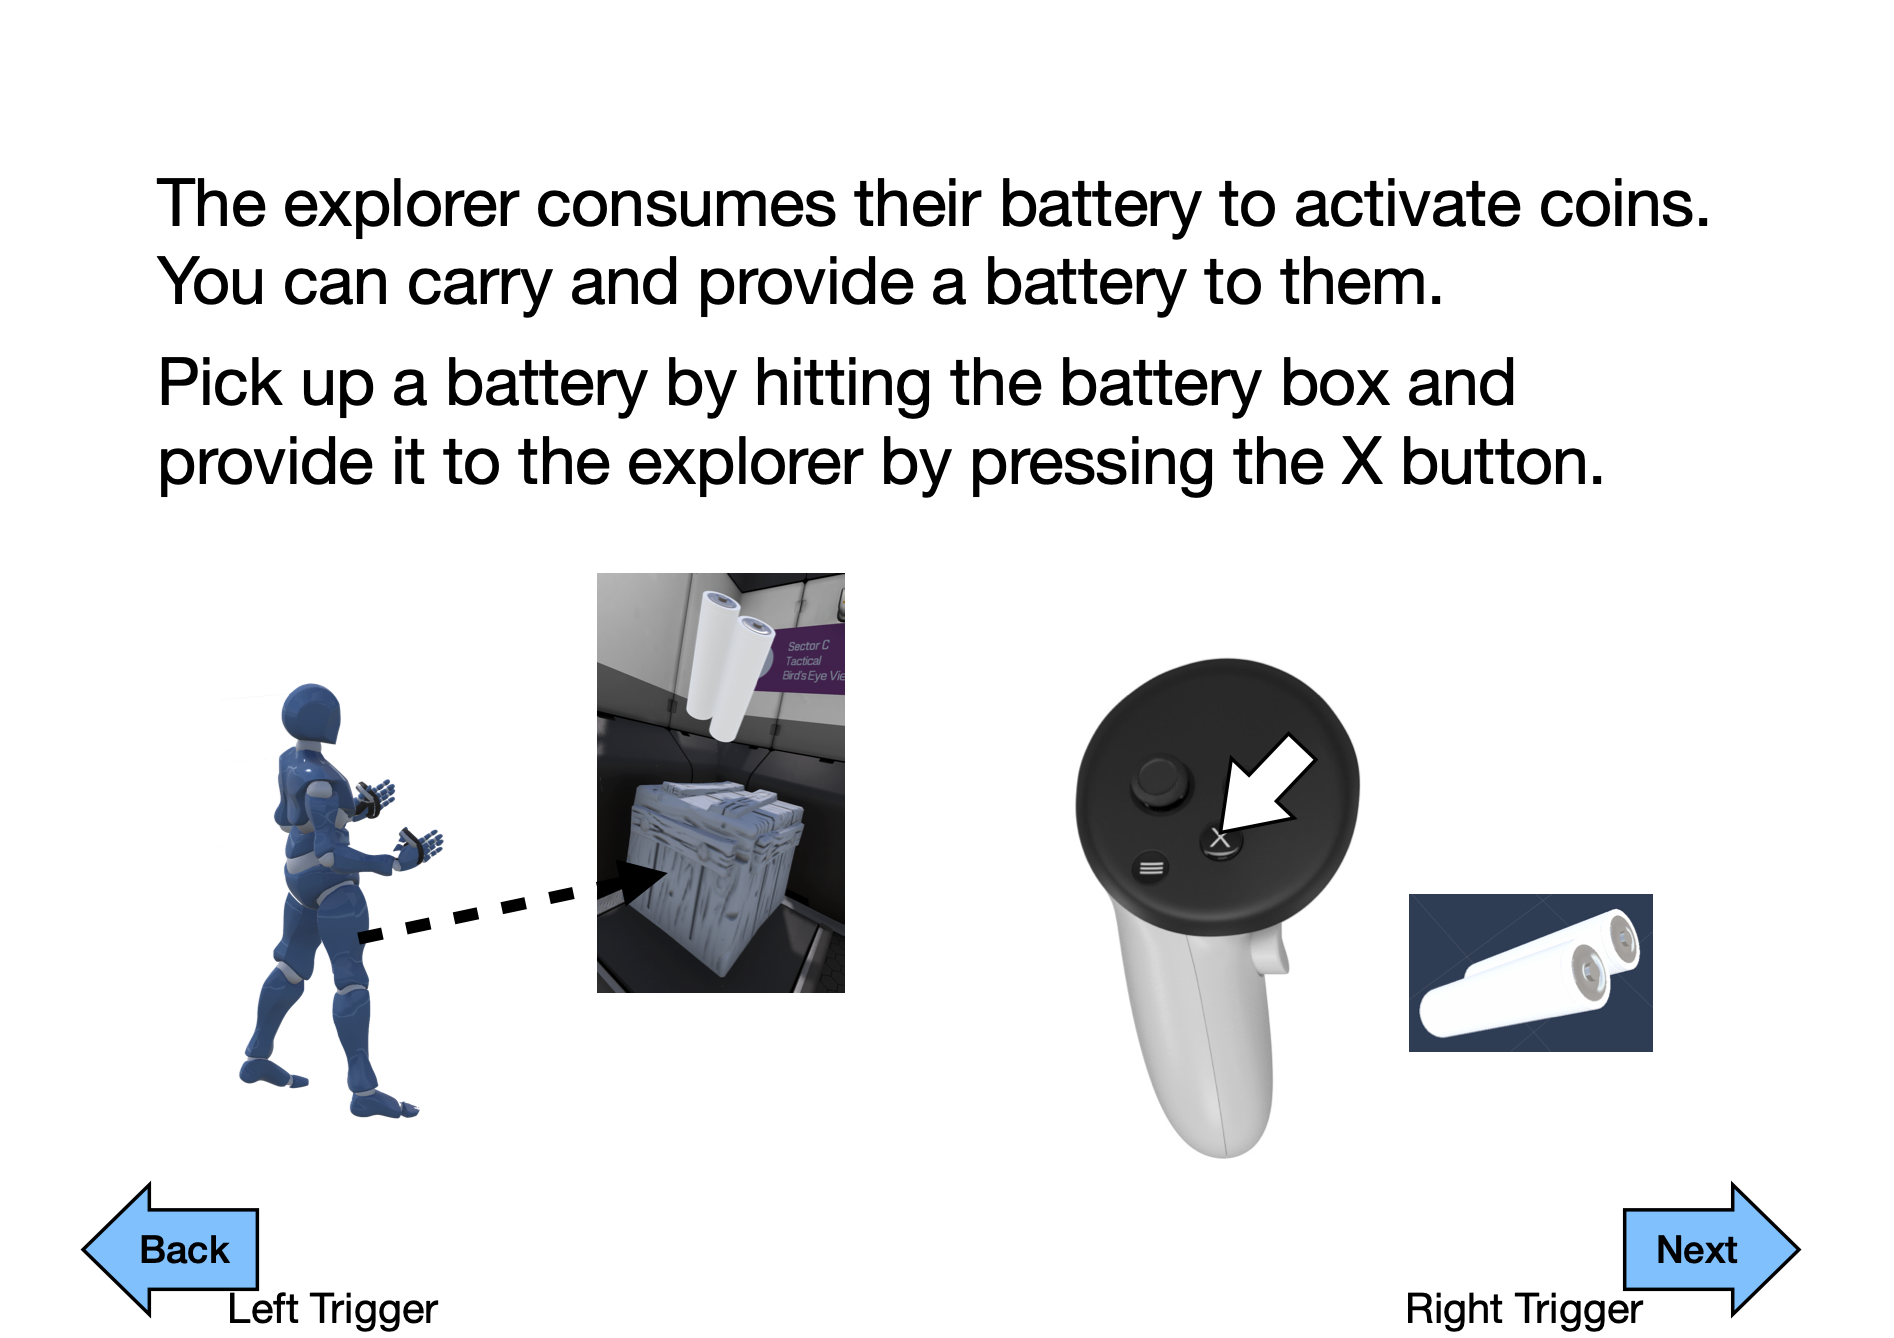 The explorer consumes their battery to activate coins.
You can carry and provide a battery to them.
Pick up a battery by hitting the battery box and
provide it to the explorer by pressing the X button.
Sector C
Tactical
Bird's Eye Vie
X
Back
Left Trigger
Next
Right Trigger